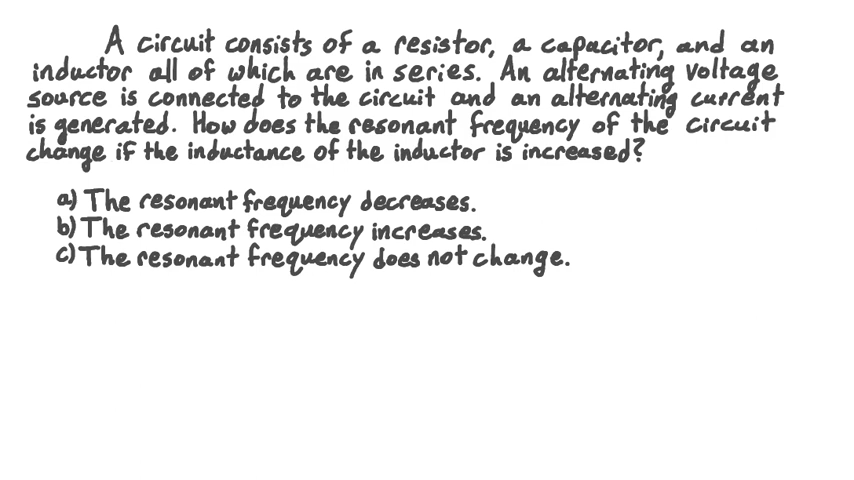 A circuit consists of a resistor, a capacitor, and an
inductor all of which are in series. An alternating voltage
source is connected to the circuit and an alternating current
is generated. How does the resonant frequency of the circuit
change if the inductance of the inductor is increased?
a) The resonant frequency decreases.
b) The resonant frequency increases.
c) The resonant frequency does not change.